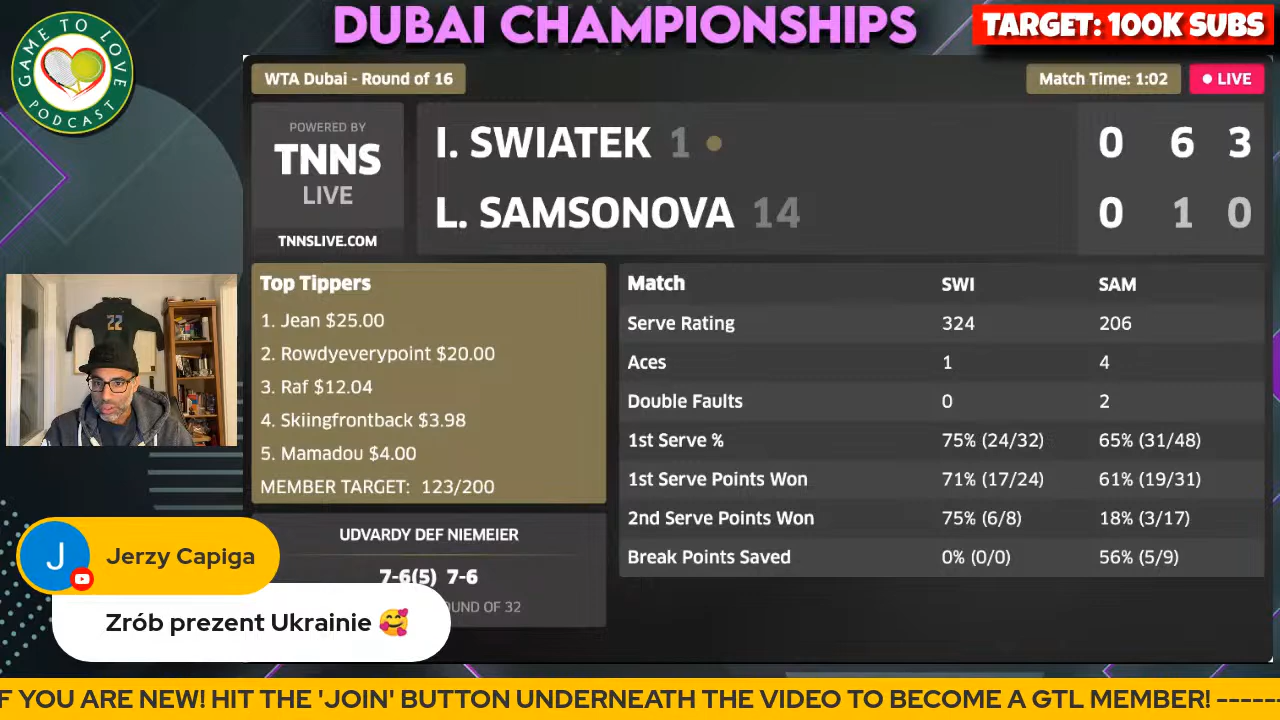 GAME TO LOVE
PODCAST
DUBAI CHAMPIONSHIPS
TARGET: 100K SUBS
WTA Dubai - Round of 16
Match Time: 1:02
LIVE
POWERED BY
TNNS
LIVE
TNNSLIVE.COM
I. SWIATEK 1 0 6 3
L. SAMSONOVA 14 0 1 0
Top Tippers
1. Jean $25.00
2. Rowdyeverypoint $20.00
3. Raf $12.04
4. Skiingfrontback $3.98
5. Mamadou $4.00
MEMBER TARGET: 123/200
Match SWI SAM
Serve Rating 324 206
Aces 1 4
Double Faults 0 2
1st Serve % 75% (24/32) 65% (31/48)
1st Serve Points Won 71% (17/24) 61% (19/31)
2nd Serve Points Won 75% (6/8) 18% (3/17)
Break Points Saved 0% (0/0) 56% (5/9)
22
UDVARDY DEF NIEMEIER
7-6(5) 7-6
OUND OF 32
J
Jerzy Capiga
Zrób prezent Ukrainie 🥰
F YOU ARE NEW! HIT THE 'JOIN' BUTTON UNDERNEATH THE VIDEO TO BECOME A GTL MEMBER! ------